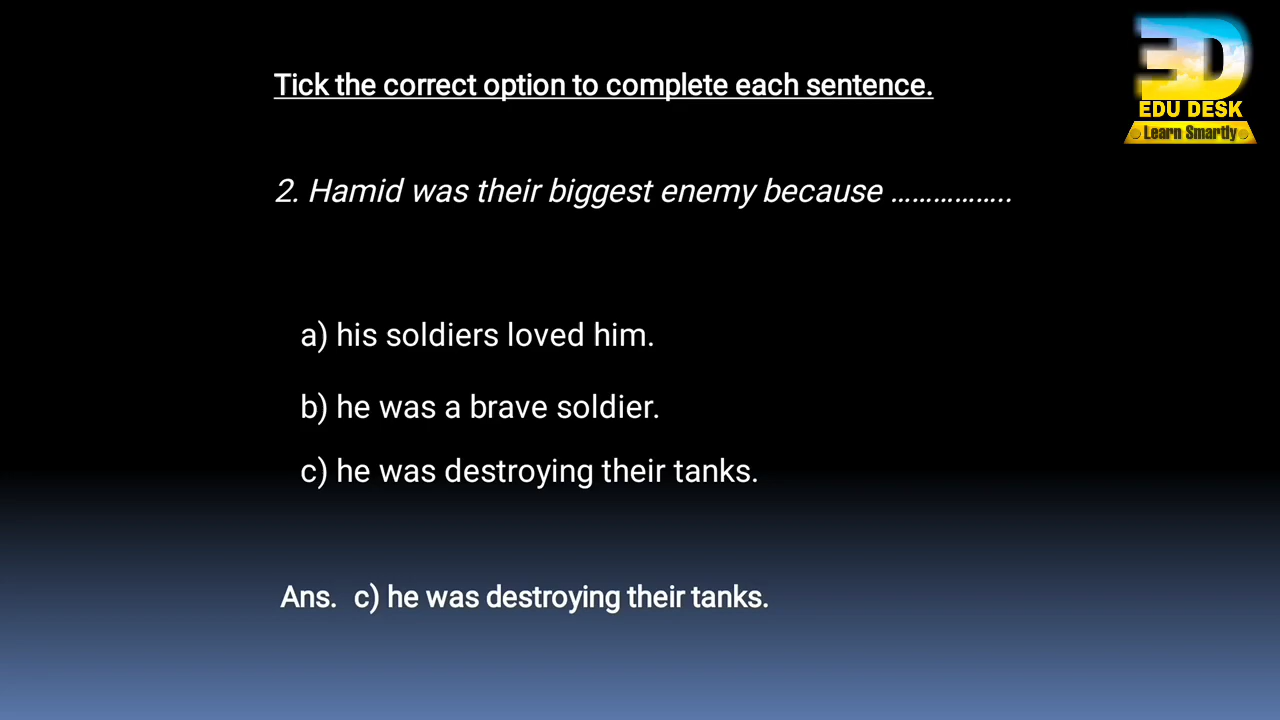 ED
EDU DESK
Learn Smartly
Tick the correct option to complete each sentence.
2. Hamid was their biggest enemy because ……………..
a) his soldiers loved him.
b) he was a brave soldier.
c) he was destroying their tanks.
Ans. c) he was destroying their tanks.